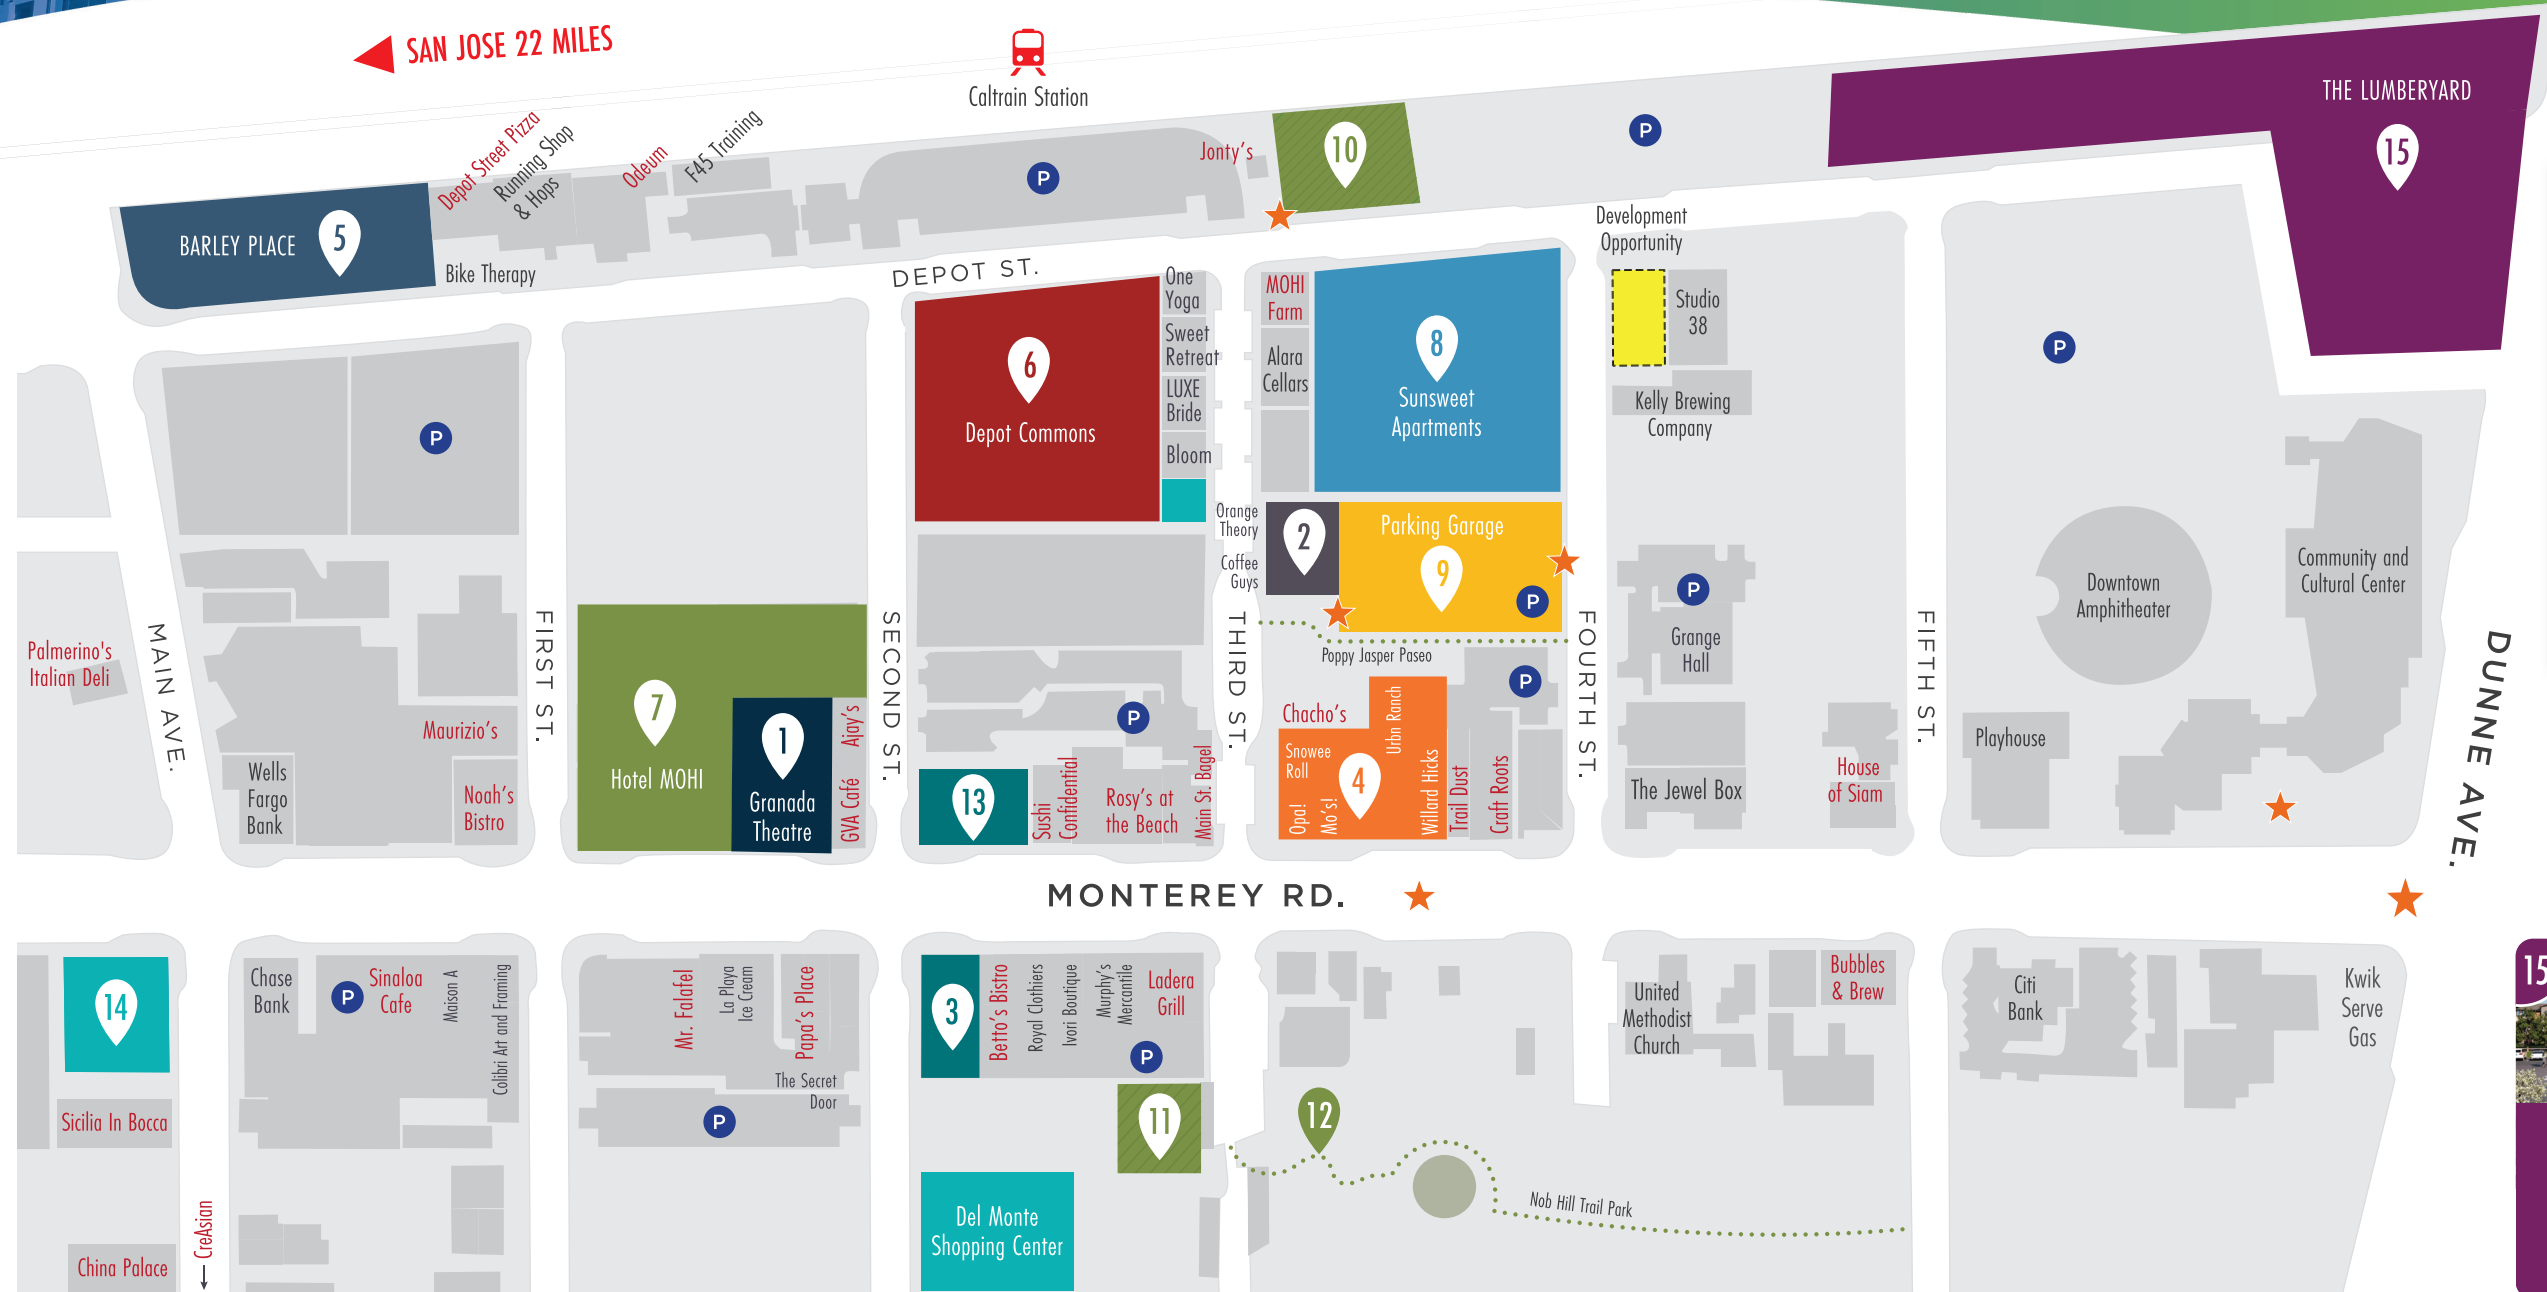 SAN JOSE 22 MILES
Caltrain Station
THE LUMBERYARD
15
Depot Street Pizza
Running Shop
& Hops
Odeum
F45 Training
P
Jonty's
10
P
BARLEY PLACE
5
Bike Therapy
DEPOT ST.
Development
Opportunity
One
Yoga
Sweet
Retreat
LUXE
Bride
Bloom
6
Depot Commons
MOHI
Farm
Alara
Cellars
8
Sunsweet
Apartments
Studio
38
Kelly Brewing
Company
P
P
Orange
Theory
Coffee
Guys
2
Parking Garage
9
P
Poppy Jasper Paseo
P
Grange
Hall
Downtown
Amphitheater
Community and
Cultural Center
Palmerino's
Italian Deli
MAIN AVE.
FIRST ST.
SECOND ST.
THIRD ST.
FOURTH ST.
FIFTH ST.
DUNNE AVE.
Maurizio's
Wells
Fargo
Bank
Noah's
Bistro
7
Hotel MOHI
1
Granada
Theatre
Ajay's
GVA Café
P
13
Sushi
Confidential
Rosy's at
the Beach
Main St. Bagel
Chacho's
Snowee
Roll
Opa!
Mo's!
4
Urbn Ranch
Willard Hicks
Trail Dust
Craft Roots
P
The Jewel Box
House
of Siam
Playhouse
MONTEREY RD.
14
Sicilia In Bocca
China Palace
CreAsian
Chase
Bank
P
Sinaloa
Cafe
Maison A
Colibri Art and Framing
Mr. Falafel
La Playa
Ice Cream
Papa's Place
The Secret
Door
P
3
Betto's Bistro
Royal Clothiers
Ivori Boutique
Murphy's
Mercantile
Ladera
Grill
P
11
Del Monte
Shopping Center
12
Nob Hill Trail Park
United
Methodist
Church
Bubbles
& Brew
Citi
Bank
Kwik
Serve
Gas
15